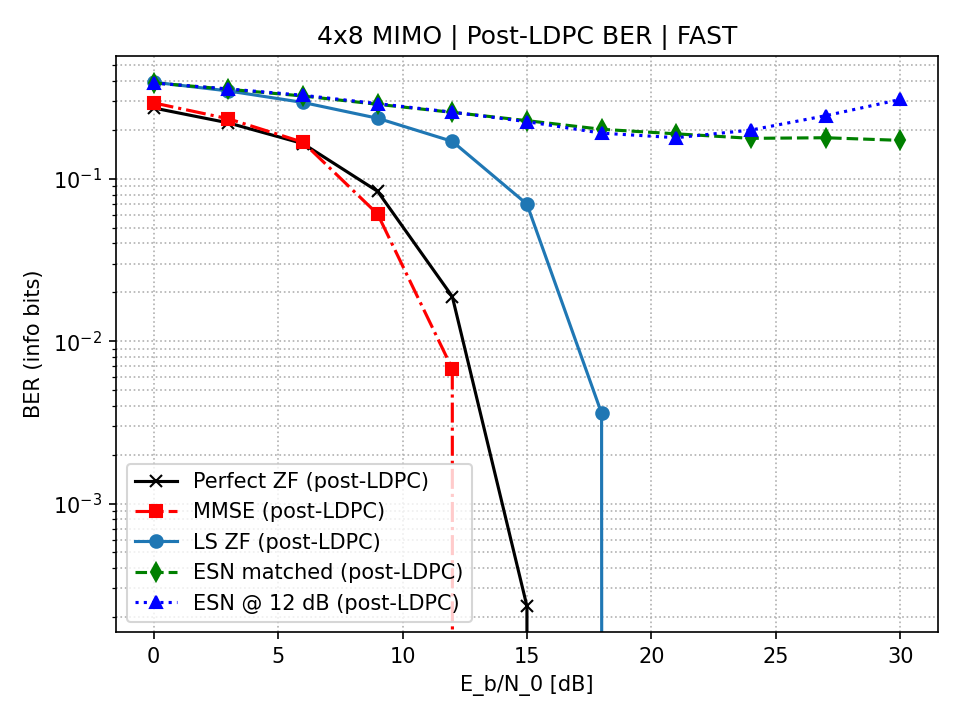 4x8 MIMO | Post-LDPC BER | FAST
BER (info bits)
10⁻¹
10⁻²
10⁻³
Perfect ZF (post-LDPC)
MMSE (post-LDPC)
LS ZF (post-LDPC)
ESN matched (post-LDPC)
ESN @ 12 dB (post-LDPC)
0 5 10 15 20 25 30
E_b/N_0 [dB]